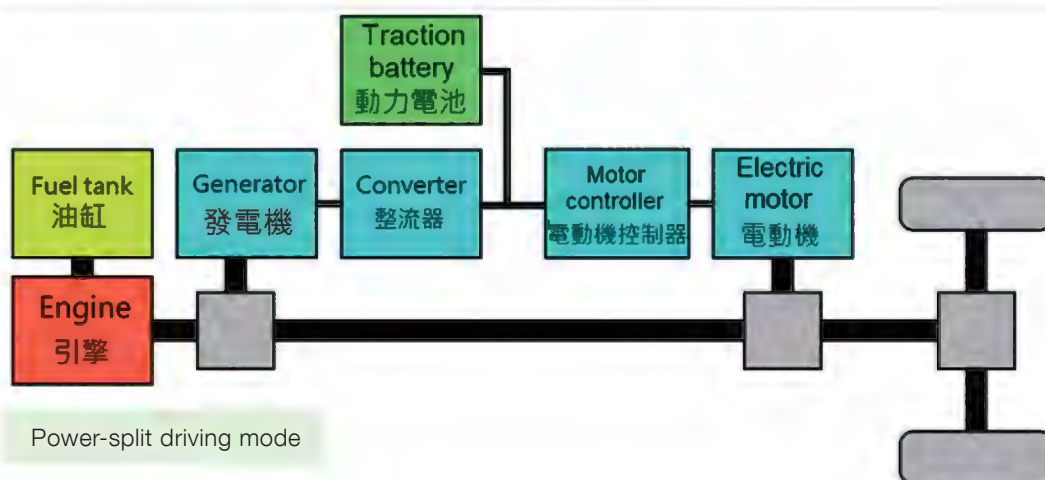 Traction
battery
動力電池
Fuel tank
油缸
Generator
發電機
Converter
整流器
Motor
controller
電動機控制器
Electric
motor
電動機
Engine
引擎
Power-split driving mode